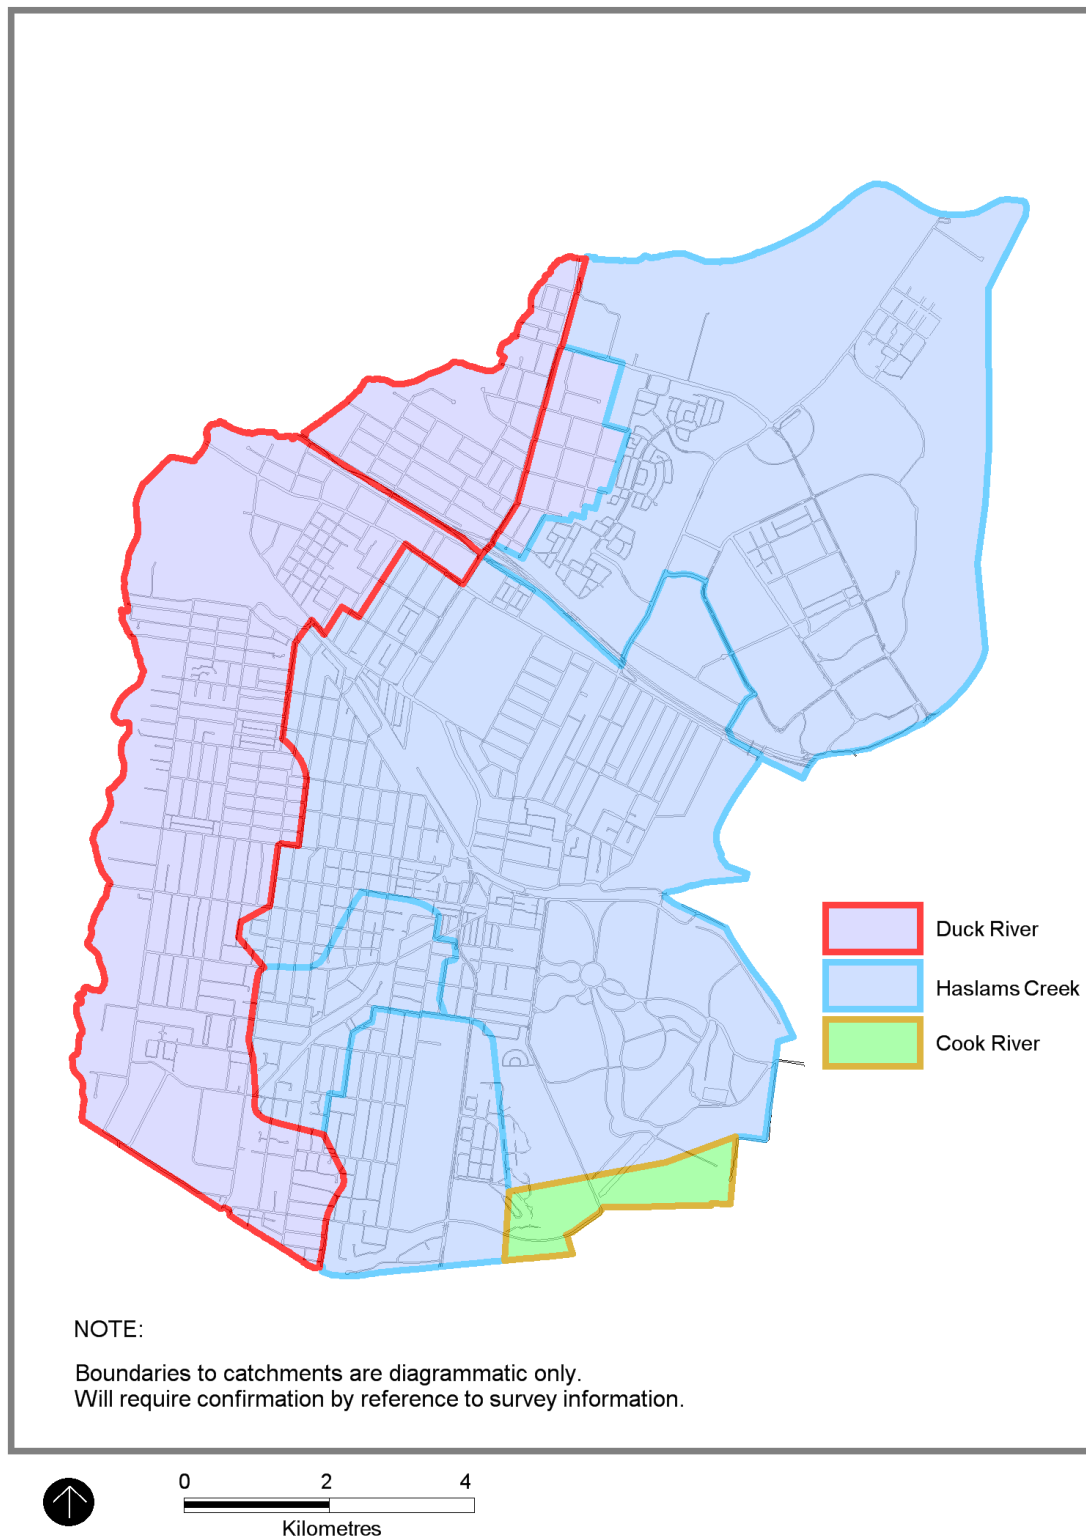 Duck River
Haslams Creek
Cook River
NOTE:
Boundaries to catchments are diagrammatic only.
Will require confirmation by reference to survey information.
0 2 4
Kilometres